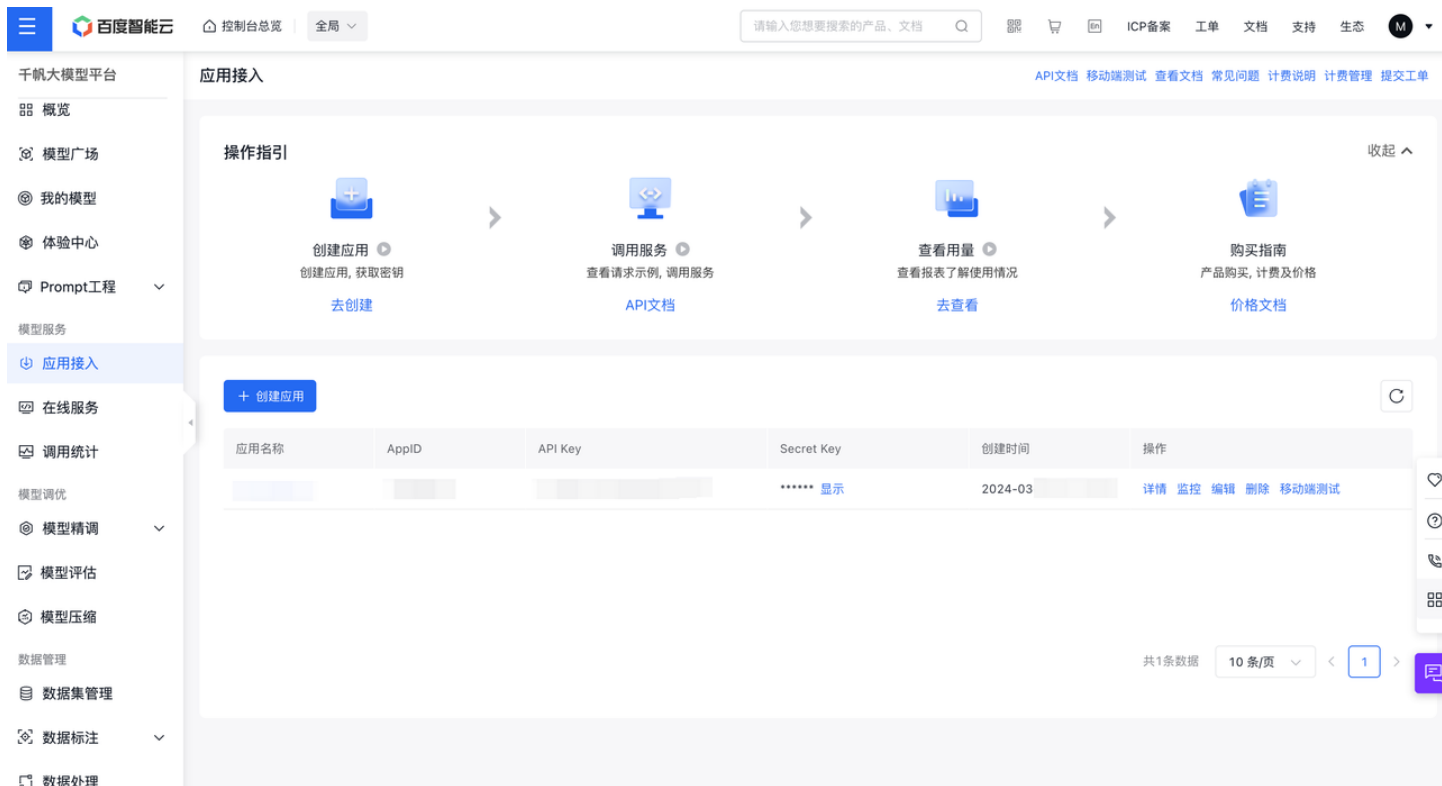 百度智能云 控制台总览 全局 请输入您想要搜索的产品、文档 En ICP备案 工单 文档 支持 生态 M
千帆大模型平台
概览
模型广场
我的模型
体验中心
Prompt工程
模型服务
应用接入
在线服务
调用统计
模型调优
模型精调
模型评估
模型压缩
数据管理
数据集管理
数据标注
数据处理
应用接入 API文档 移动端测试 查看文档 常见问题 计费说明 计费管理 提交工单
操作指引 收起
创建应用 调用服务 查看用量 购买指南
创建应用, 获取密钥 查看请求示例, 调用服务 查看报表了解使用情况 产品购买, 计费及价格
去创建 API文档 去查看 价格文档
+ 创建应用
应用名称 AppID API Key Secret Key 创建时间 操作
****** 显示 2024-03 详情 监控 编辑 删除 移动端测试
共1条数据 10 条/页 < 1 >